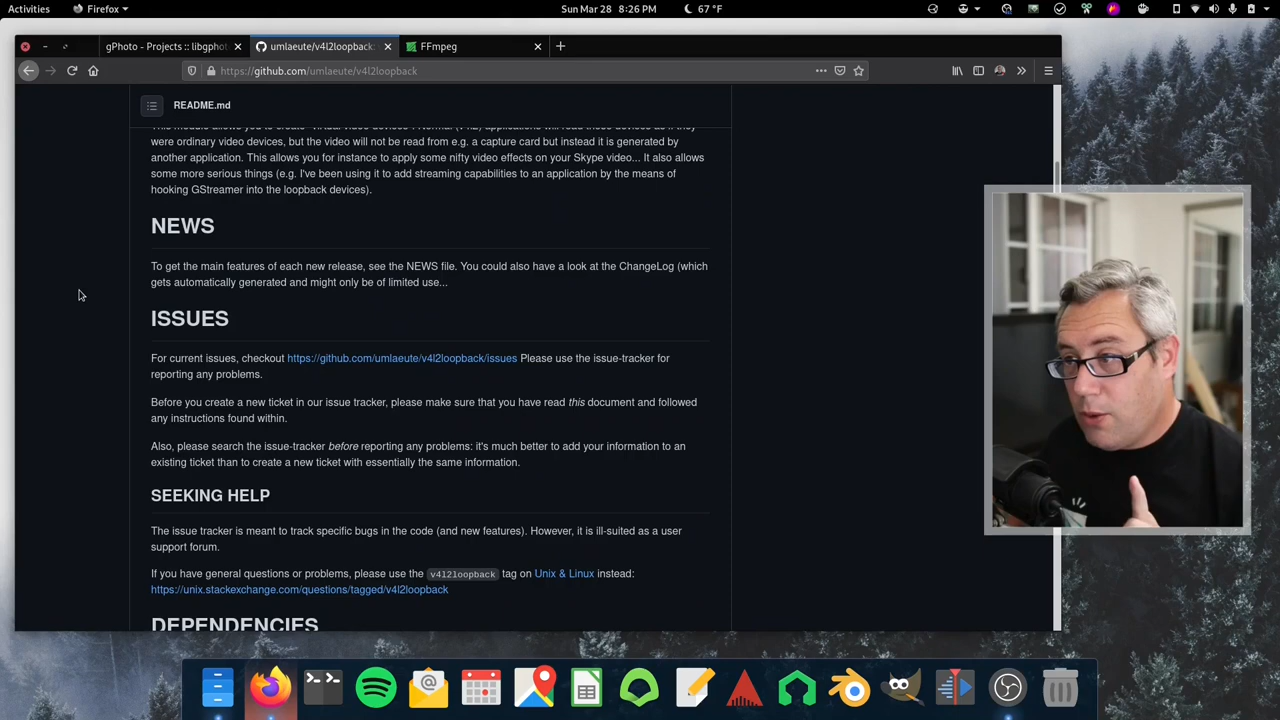 Activities
Firefox
Sun Mar 28 8:26 PM
67 °F
gPhoto - Projects :: libgphot
umlaeute/v4l2loopback:
FFmpeg
https://github.com/umlaeute/v4l2loopback
README.md
were ordinary video devices, but the video will not be read from e.g. a capture card but instead it is generated by
another application. This allows you for instance to apply some nifty video effects on your Skype video... It also allows
some more serious things (e.g. I've been using it to add streaming capabilities to an application by the means of
hooking GStreamer into the loopback devices).
NEWS
To get the main features of each new release, see the NEWS file. You could also have a look at the ChangeLog (which
gets automatically generated and might only be of limited use...
ISSUES
For current issues, checkout https://github.com/umlaeute/v4l2loopback/issues Please use the issue-tracker for
reporting any problems.
Before you create a new ticket in our issue tracker, please make sure that you have read this document and followed
any instructions found within.
Also, please search the issue-tracker before reporting any problems: it's much better to add your information to an
existing ticket than to create a new ticket with essentially the same information.
SEEKING HELP
The issue tracker is meant to track specific bugs in the code (and new features). However, it is ill-suited as a user
support forum.
If you have general questions or problems, please use the v4l2loopback tag on Unix & Linux instead:
https://unix.stackexchange.com/questions/tagged/v4l2loopback
DEPENDENCIES